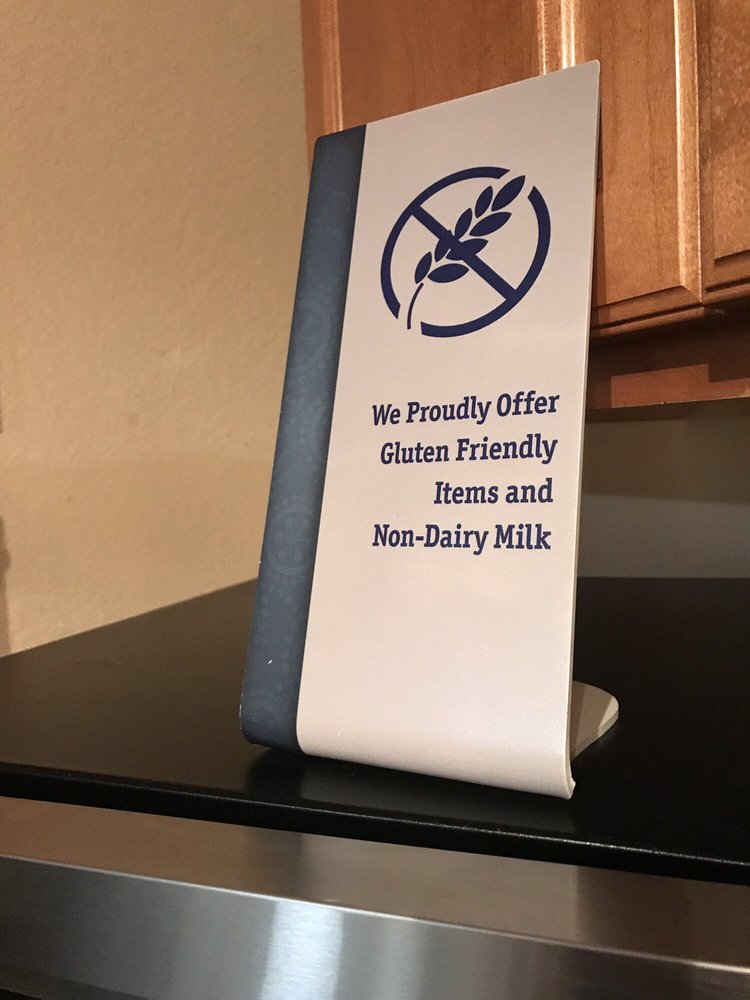 We Proudly Offer
Gluten Friendly
Items and
Non-Dairy Milk